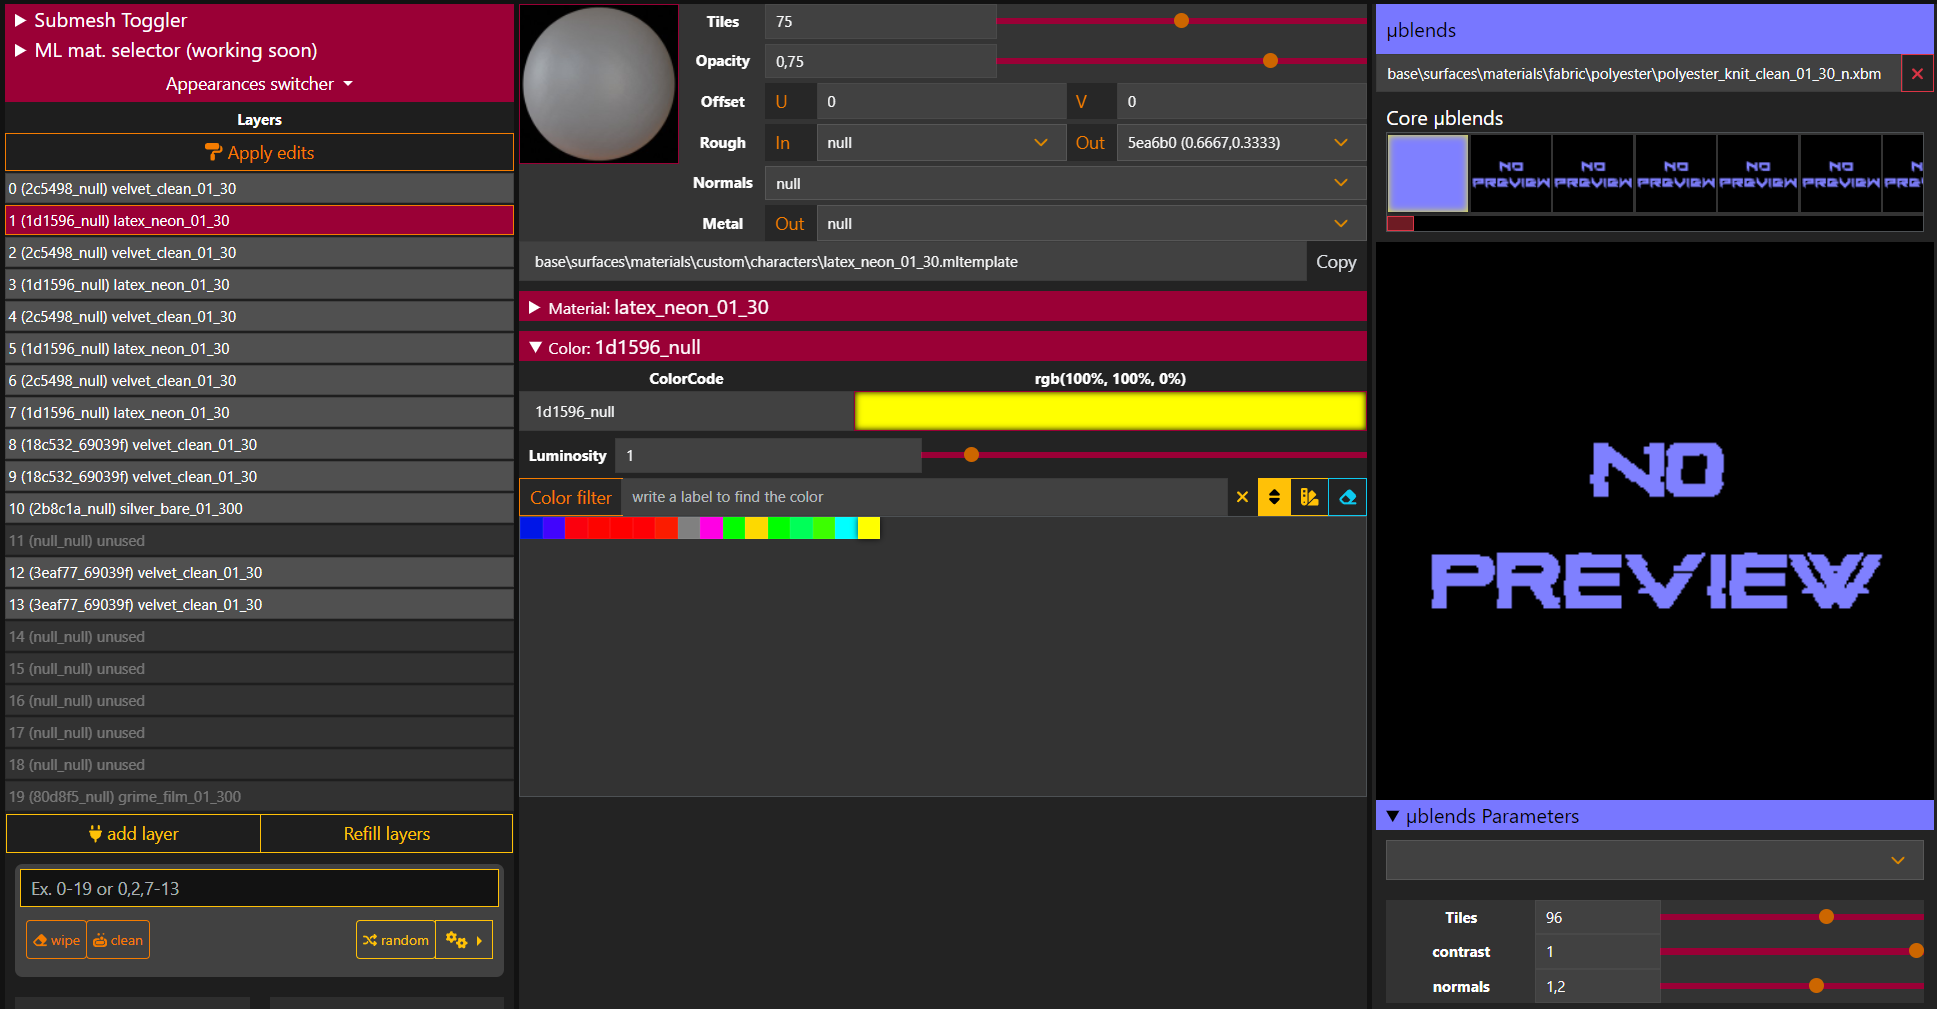 Submesh Toggler
ML mat. selector (working soon)
Appearances switcher
Layers
Apply edits
0 (2c5498_null) velvet_clean_01_30
1 (1d1596_null) latex_neon_01_30
2 (2c5498_null) velvet_clean_01_30
3 (1d1596_null) latex_neon_01_30
4 (2c5498_null) velvet_clean_01_30
5 (1d1596_null) latex_neon_01_30
6 (2c5498_null) velvet_clean_01_30
7 (1d1596_null) latex_neon_01_30
8 (18c532_69039f) velvet_clean_01_30
9 (18c532_69039f) velvet_clean_01_30
10 (2b8c1a_null) silver_bare_01_300
11 (null_null) unused
12 (3eaf77_69039f) velvet_clean_01_30
13 (3eaf77_69039f) velvet_clean_01_30
14 (null_null) unused
15 (null_null) unused
16 (null_null) unused
17 (null_null) unused
18 (null_null) unused
19 (80d8f5_null) grime_film_01_300
add layer Refill layers
Ex. 0-19 or 0,2,7-13
wipe clean random
Tiles 75
Opacity 0,75
Offset U 0 V 0
Rough In null Out 5ea6b0 (0.6667,0.3333)
Normals null
Metal Out null
base\surfaces\materials\custom\characters\latex_neon_01_30.mltemplate Copy
Material: latex_neon_01_30
Color: 1d1596_null
ColorCode rgb(100%, 100%, 0%)
1d1596_null
Luminosity 1
Color filter write a label to find the color
µblends
base\surfaces\materials\fabric\polyester\polyester_knit_clean_01_30_n.xbm
Core µblends
NO PREVIEW NO PREVIEW NO PREVIEW NO PREVIEW NO PREVIEW
NO
PREVIEW
µblends Parameters
Tiles 96
contrast 1
normals 1,2